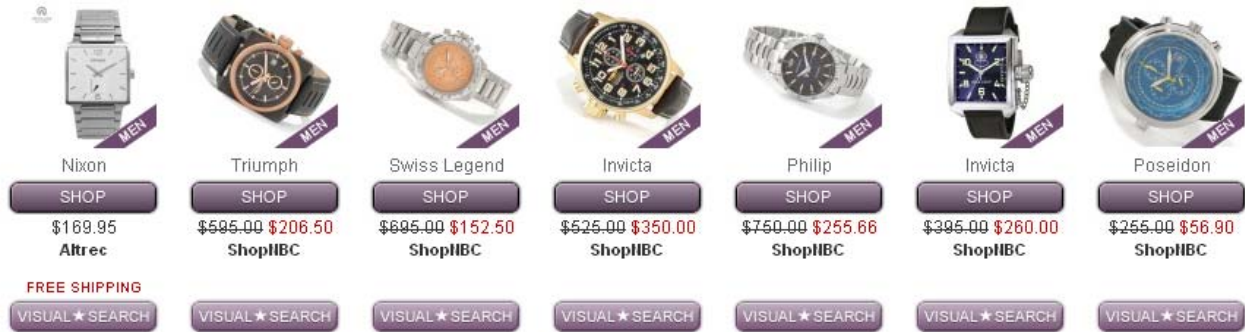 MEN MEN MEN MEN MEN MEN MEN
Nixon Triumph Swiss Legend Invicta Philip Invicta Poseidon
SHOP SHOP SHOP SHOP SHOP SHOP SHOP
$169.95 $595.00 $206.50 $695.00 $152.50 $525.00 $350.00 $750.00 $255.66 $395.00 $260.00 $255.00 $56.90
Altrec ShopNBC ShopNBC ShopNBC ShopNBC ShopNBC ShopNBC
FREE SHIPPING
VISUAL★SEARCH VISUAL★SEARCH VISUAL★SEARCH VISUAL★SEARCH VISUAL★SEARCH VISUAL★SEARCH VISUAL★SEARCH